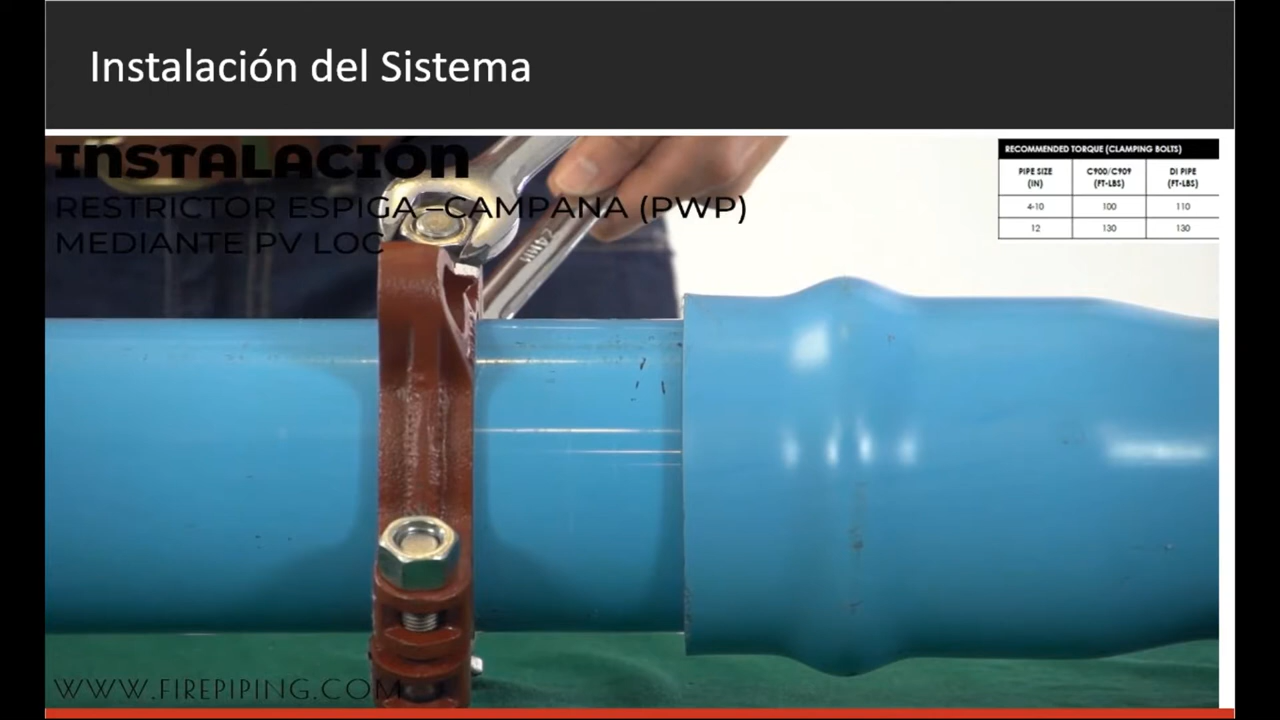 Instalación del Sistema
INSTALACIÓN
RESTRICTOR ESPIGA –CAMPANA (PWP)
MEDIANTE PV LOC
RECOMMENDED TORQUE (CLAMPING BOLTS)
PIPE SIZE (IN) C900/C909 (FT-LBS) DI PIPE (FT-LBS)
4-10 100 110
12 130 130
24MM
WWW.FIREPIPING.COM